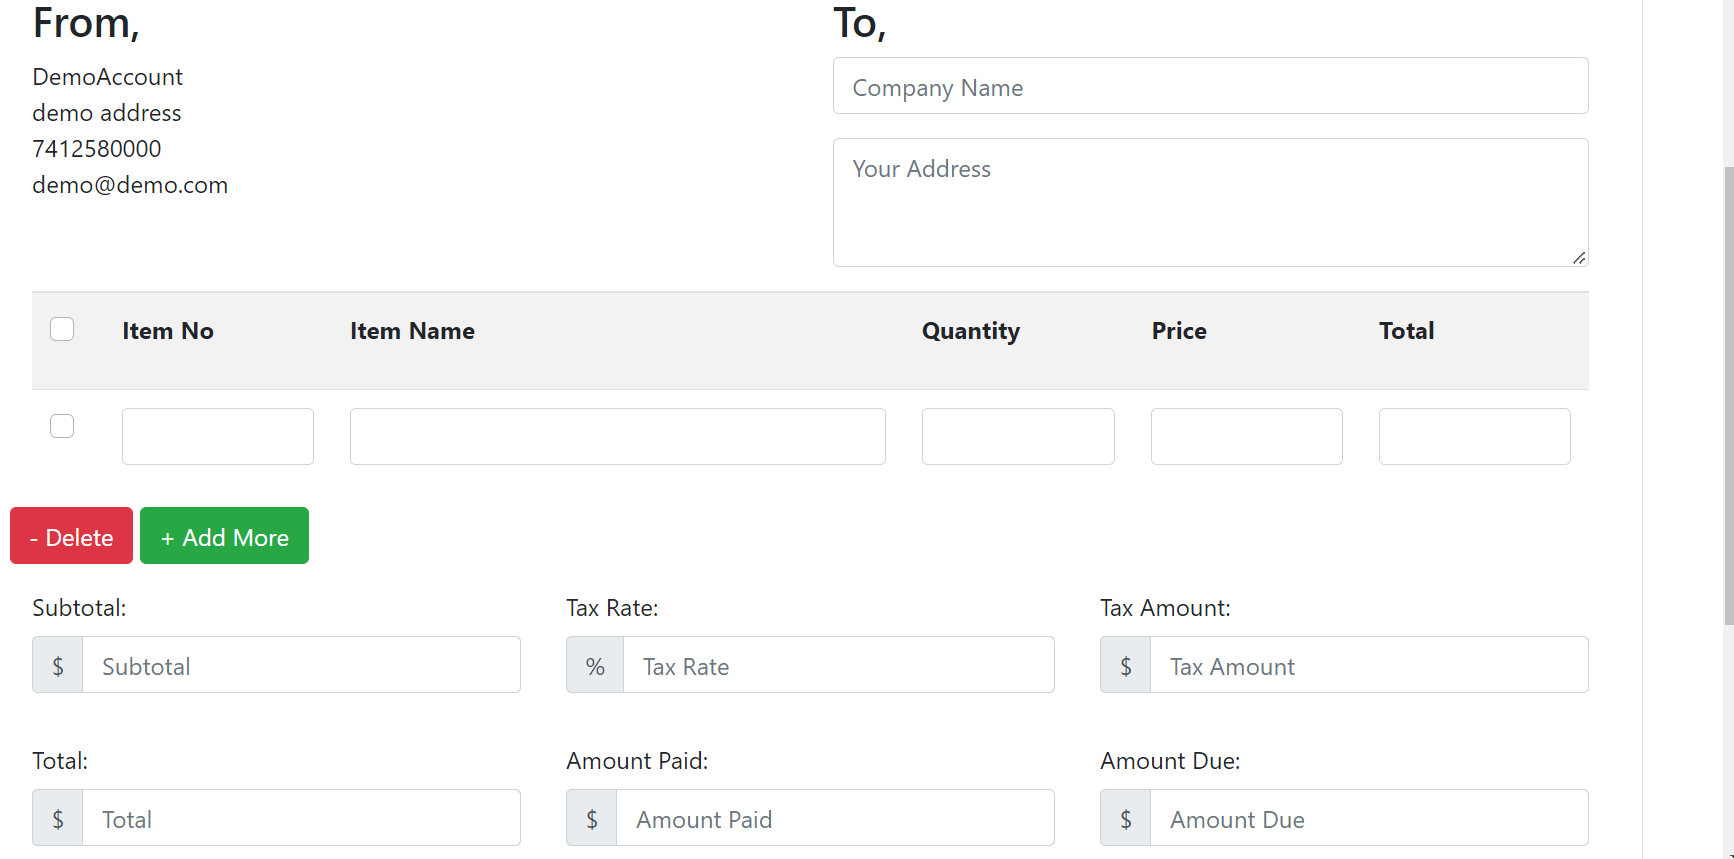 From,
DemoAccount
demo address
7412580000
demo@demo.com
To,
Company Name
Your Address
Item No Item Name Quantity Price Total
- Delete + Add More
Subtotal: Tax Rate: Tax Amount:
$ Subtotal % Tax Rate $ Tax Amount
Total: Amount Paid: Amount Due:
$ Total $ Amount Paid $ Amount Due